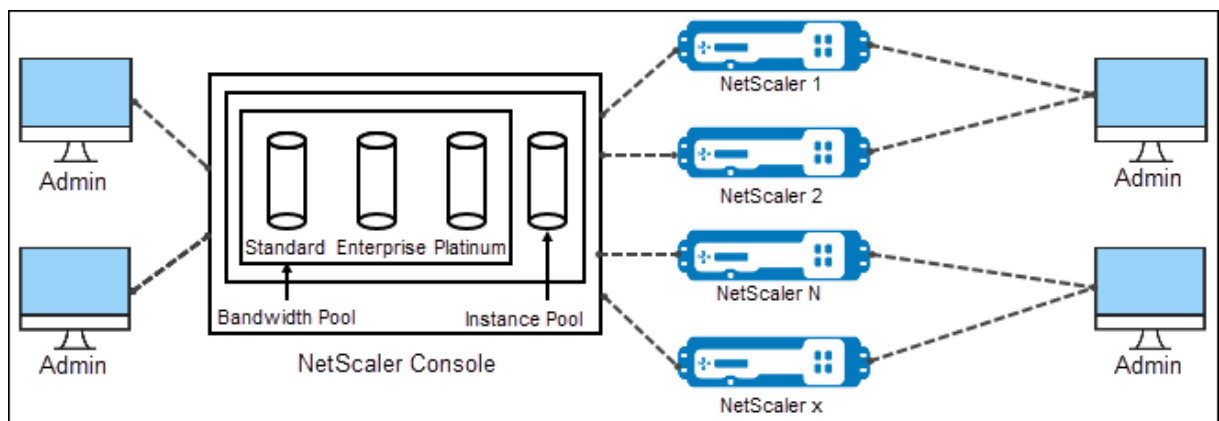 Admin
Admin
Standard Enterprise Platinum
Bandwidth Pool
Instance Pool
NetScaler Console
NetScaler 1
NetScaler 2
NetScaler N
NetScaler x
Admin
Admin